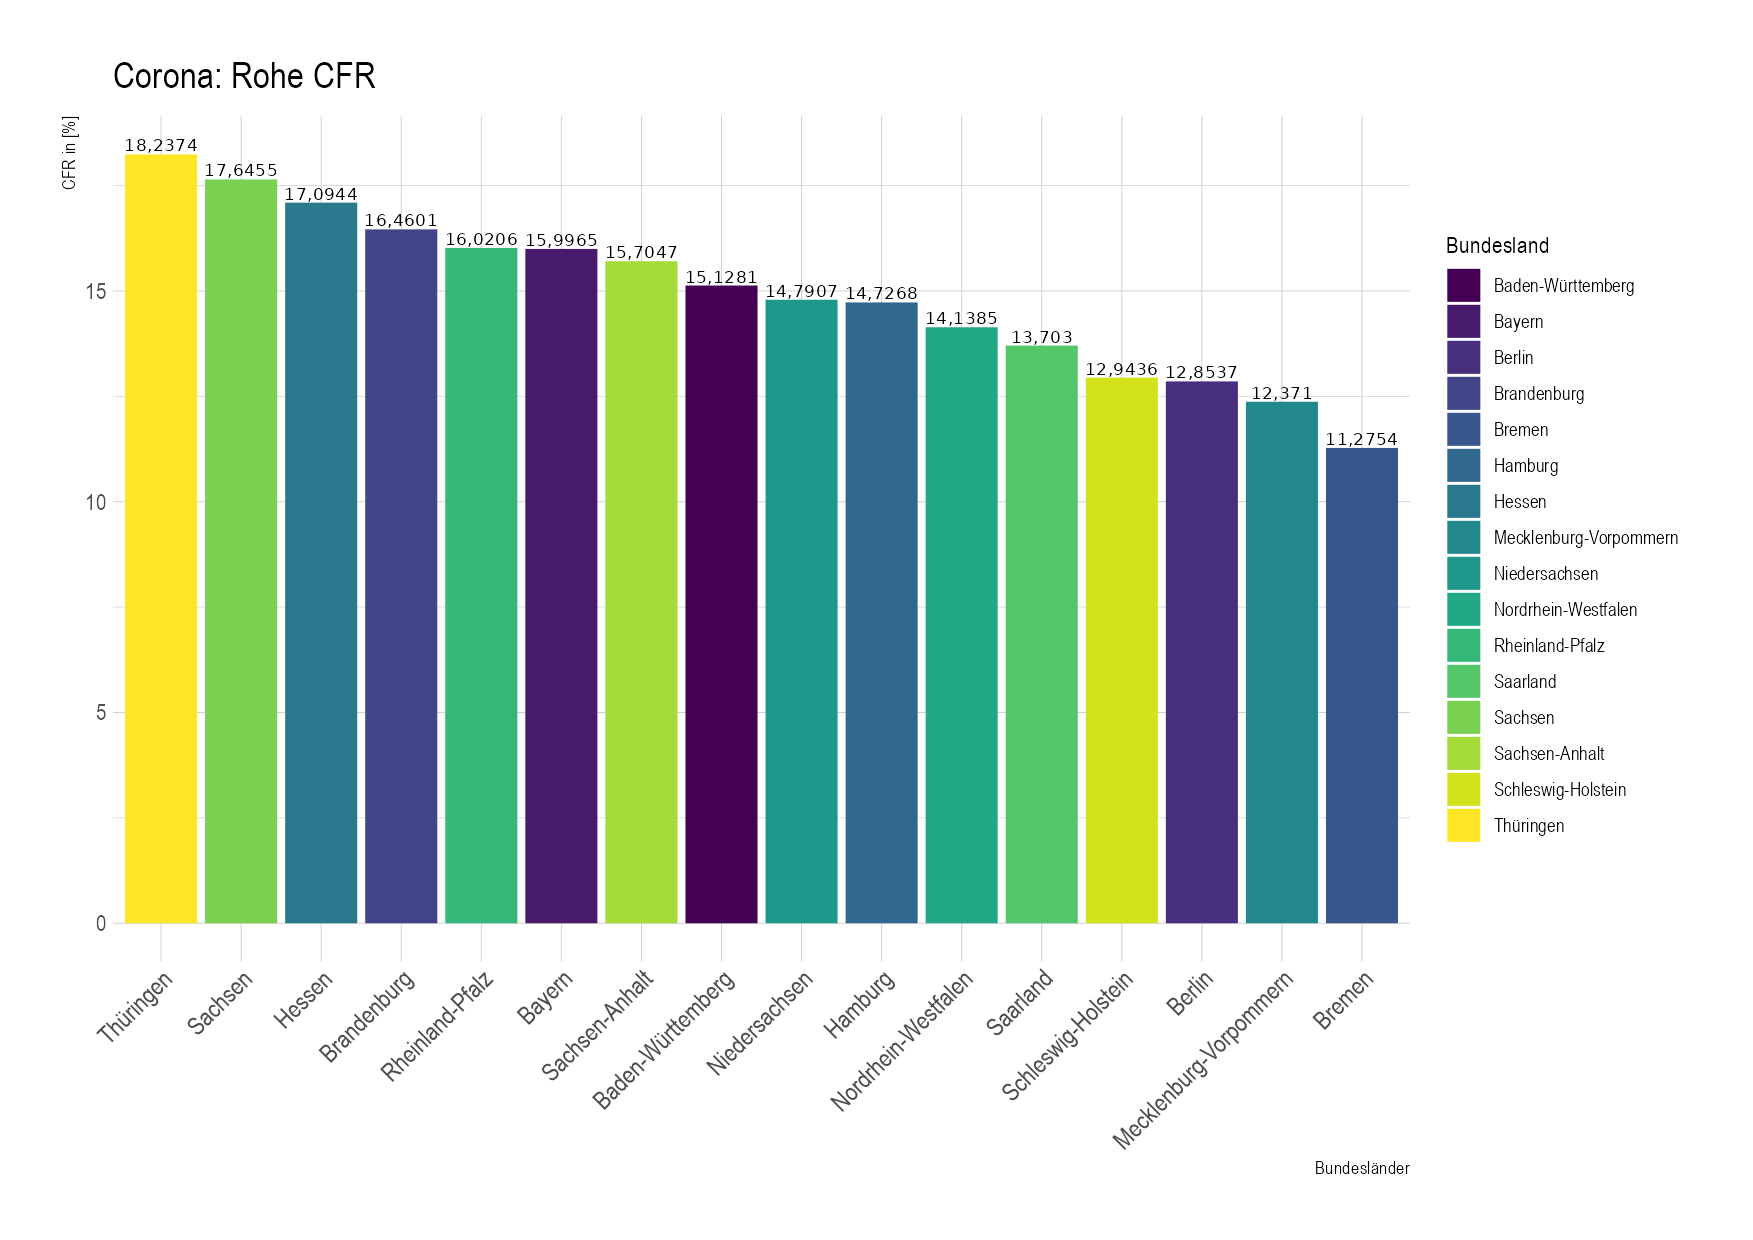 Corona: Rohe CFR
CFR in [%]
18,2374
17,6455
17,0944
16,4601
16,0206
15,9965
15,7047
15,1281
14,7907
14,7268
14,1385
13,703
12,9436
12,8537
12,371
11,2754
15
10
5
0
Thüringen
Sachsen
Hessen
Brandenburg
Rheinland-Pfalz
Bayern
Sachsen-Anhalt
Baden-Württemberg
Niedersachsen
Hamburg
Nordrhein-Westfalen
Saarland
Schleswig-Holstein
Berlin
Mecklenburg-Vorpommern
Bremen
Bundesländer
Bundesland
Baden-Württemberg
Bayern
Berlin
Brandenburg
Bremen
Hamburg
Hessen
Mecklenburg-Vorpommern
Niedersachsen
Nordrhein-Westfalen
Rheinland-Pfalz
Saarland
Sachsen
Sachsen-Anhalt
Schleswig-Holstein
Thüringen